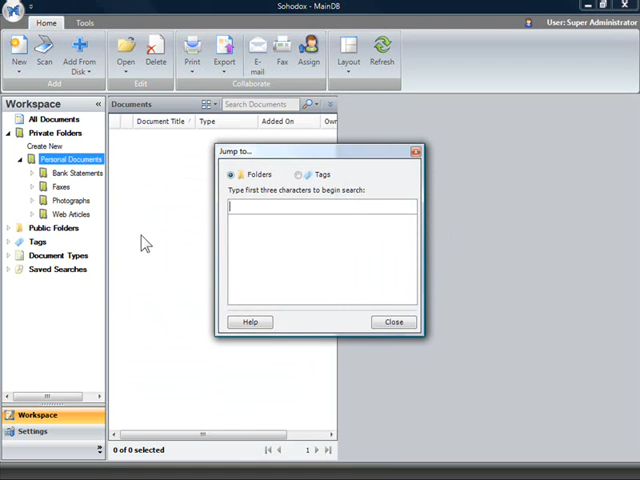 Sohodox - MainDB
Home Tools User: Super Administrator
New Scan Add From Disk Open Delete Print Export E-mail Fax Assign Layout Refresh
Add Edit Collaborate
Workspace «
All Documents
Private Folders
Create New
Personal Documents
Bank Statements
Faxes
Photographs
Web Articles
Public Folders
Tags
Document Types
Saved Searches
Workspace
Settings
Documents Search Documents
Document Title Type Added On Own
Jump to...
Folders Tags
Type first three characters to begin search:
Help Close
0 of 0 selected 1